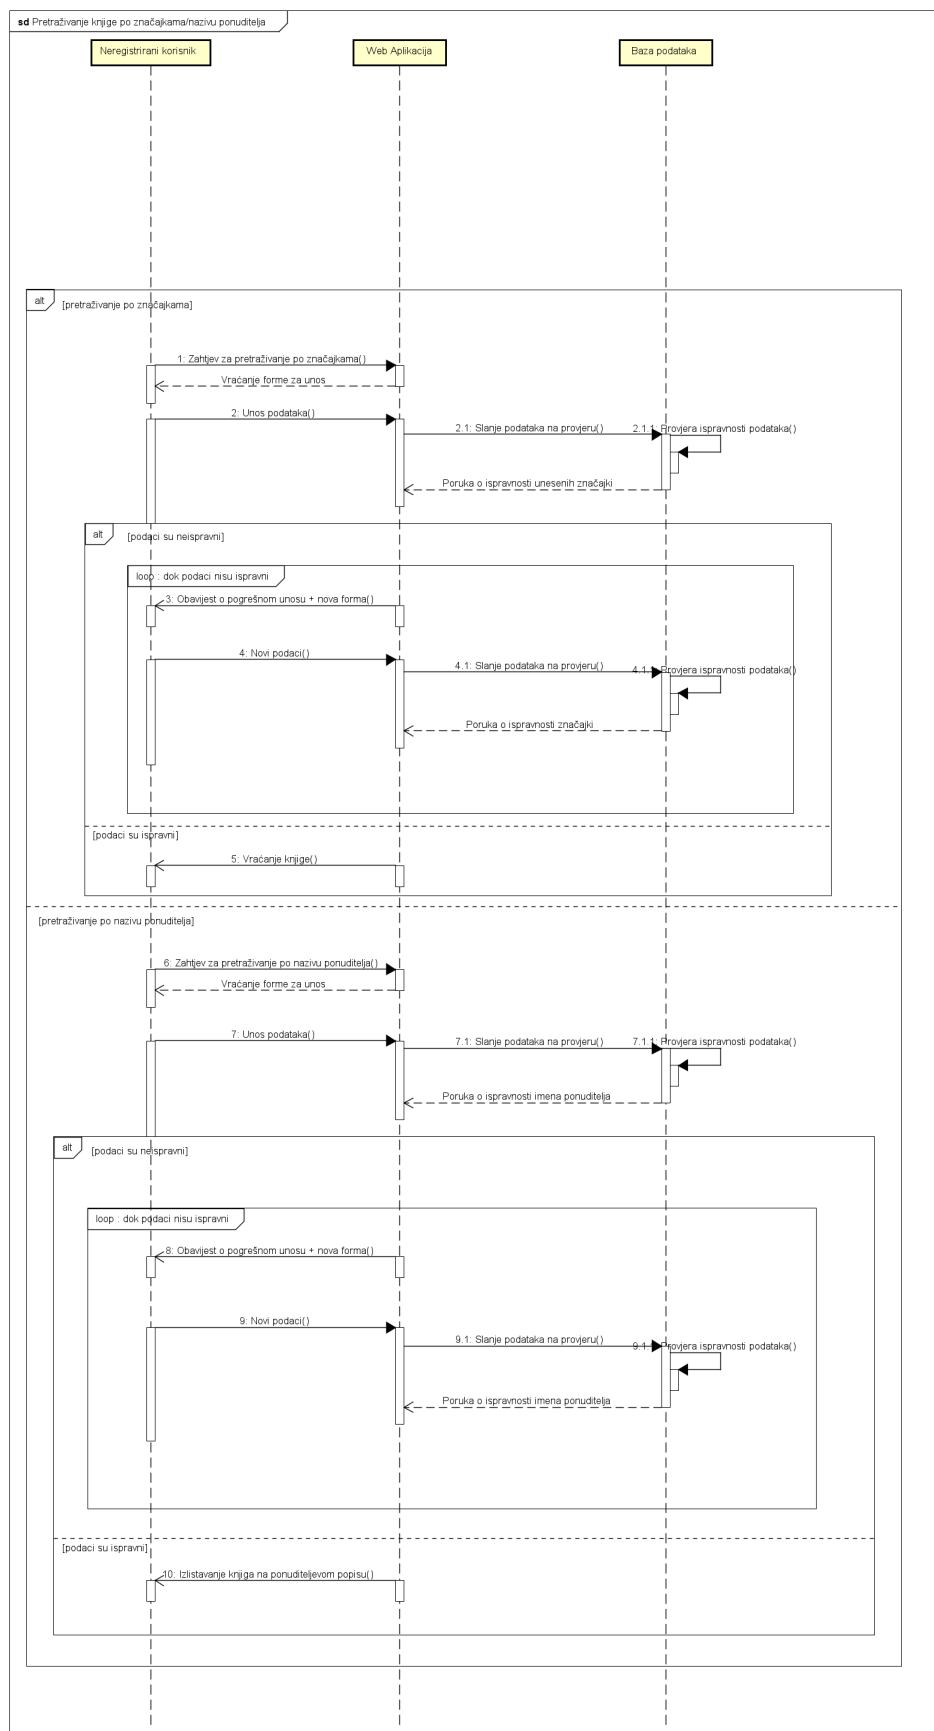 sd Pretraživanje knjige po značajkama/nazivu ponuditelja
Neregistrirani korisnik
Web Aplikacija
Baza podataka
alt
[pretraživanje po značajkama]
1: Zahtjev za pretraživanje po značajkama()
Vraćanje forme za unos
2: Unos podataka()
2.1: Slanje podataka na provjeru()
2.1.1: Provjera ispravnosti podataka()
Poruka o ispravnosti unesenih značajki
alt
[podaci su neispravni]
loop : dok podaci nisu ispravni
3: Obavijest o pogrešnom unosu + nova forma()
4: Novi podaci()
4.1: Slanje podataka na provjeru()
4.1.1: Provjera ispravnosti podataka()
Poruka o ispravnosti značajki
[podaci su ispravni]
5: Vraćanje knjige()
[pretraživanje po nazivu ponuditelja]
6: Zahtjev za pretraživanje po nazivu ponuditelja()
Vraćanje forme za unos
7: Unos podataka()
7.1: Slanje podataka na provjeru()
7.1.1: Provjera ispravnosti podataka()
Poruka o ispravnosti imena ponuditelja
alt
[podaci su neispravni]
loop : dok podaci nisu ispravni
8: Obavijest o pogrešnom unosu + nova forma()
9: Novi podaci()
9.1: Slanje podataka na provjeru()
9.1.1: Provjera ispravnosti podataka()
Poruka o ispravnosti imena ponuditelja
[podaci su ispravni]
10: Izlistavanje knjiga na ponuditeljevom popisu()